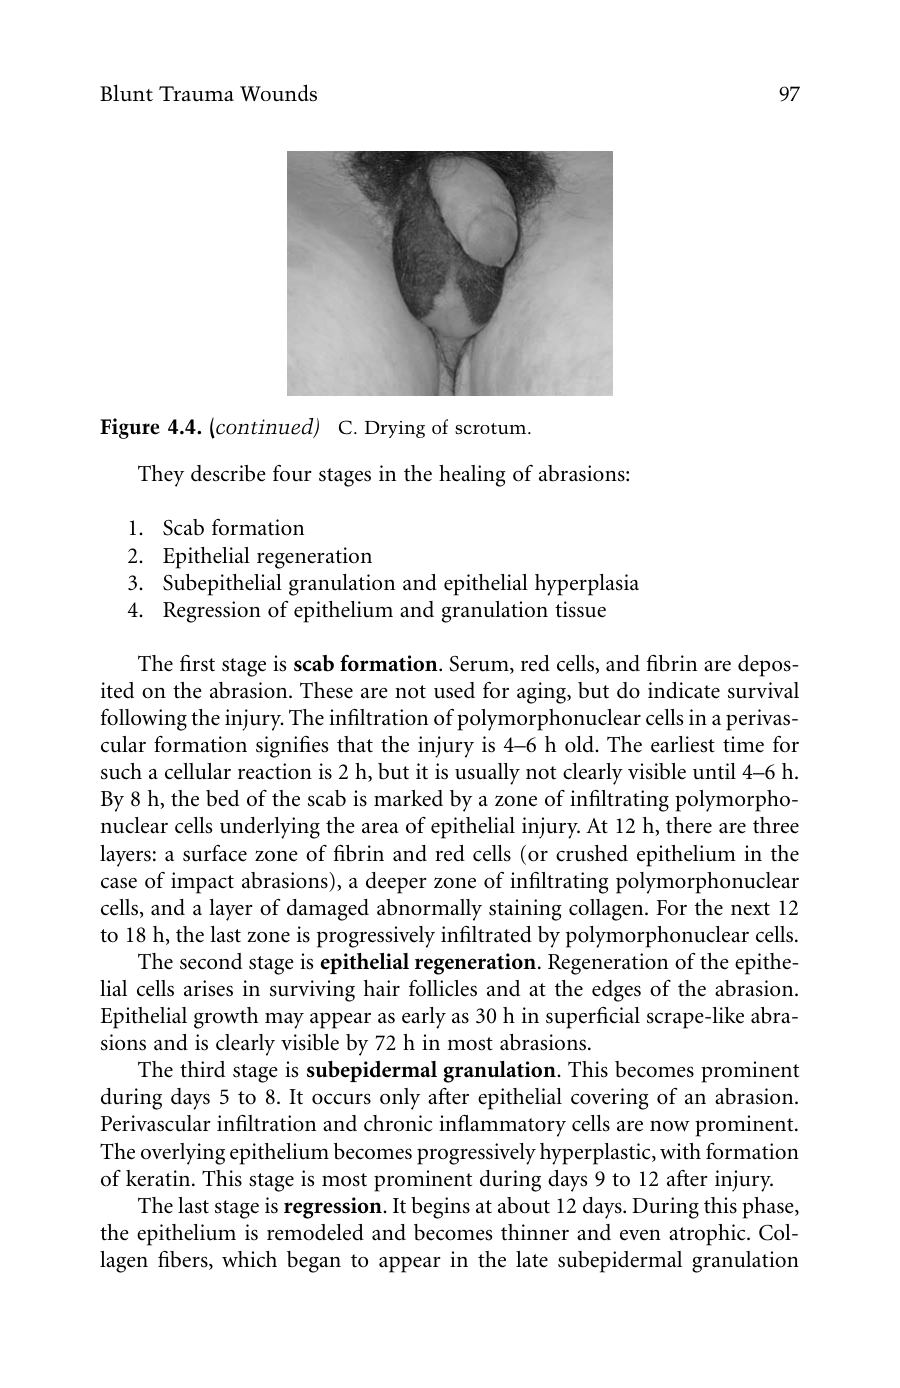 Blunt Trauma Wounds 97
Figure 4.4. (continued) C. Drying of scrotum.
They describe four stages in the healing of abrasions:
1. Scab formation
2. Epithelial regeneration
3. Subepithelial granulation and epithelial hyperplasia
4. Regression of epithelium and granulation tissue
The first stage is scab formation. Serum, red cells, and fibrin are depos-
ited on the abrasion. These are not used for aging, but do indicate survival
following the injury. The infiltration of polymorphonuclear cells in a perivas-
cular formation signifies that the injury is 4–6 h old. The earliest time for
such a cellular reaction is 2 h, but it is usually not clearly visible until 4–6 h.
By 8 h, the bed of the scab is marked by a zone of infiltrating polymorpho-
nuclear cells underlying the area of epithelial injury. At 12 h, there are three
layers: a surface zone of fibrin and red cells (or crushed epithelium in the
case of impact abrasions), a deeper zone of infiltrating polymorphonuclear
cells, and a layer of damaged abnormally staining collagen. For the next 12
to 18 h, the last zone is progressively infiltrated by polymorphonuclear cells.
The second stage is epithelial regeneration. Regeneration of the epithe-
lial cells arises in surviving hair follicles and at the edges of the abrasion.
Epithelial growth may appear as early as 30 h in superficial scrape-like abra-
sions and is clearly visible by 72 h in most abrasions.
The third stage is subepidermal granulation. This becomes prominent
during days 5 to 8. It occurs only after epithelial covering of an abrasion.
Perivascular infiltration and chronic inflammatory cells are now prominent.
The overlying epithelium becomes progressively hyperplastic, with formation
of keratin. This stage is most prominent during days 9 to 12 after injury.
The last stage is regression. It begins at about 12 days. During this phase,
the epithelium is remodeled and becomes thinner and even atrophic. Col-
lagen fibers, which began to appear in the late subepidermal granulation